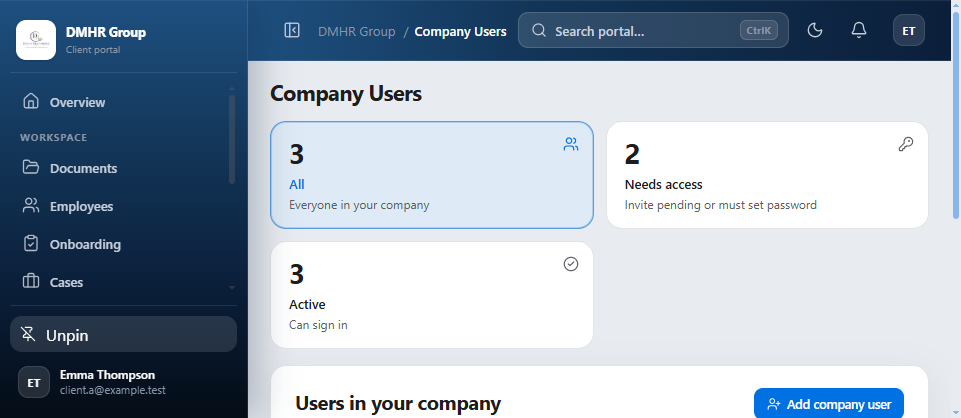 DMHR Group
Client portal
Overview
WORKSPACE
Documents
Employees
Onboarding
Cases
Unpin
ET
Emma Thompson
client.a@example.test
DMHR Group / Company Users
Search portal...
CtrlK
ET
Company Users
3
All
Everyone in your company
2
Needs access
Invite pending or must set password
3
Active
Can sign in
Users in your company
Add company user